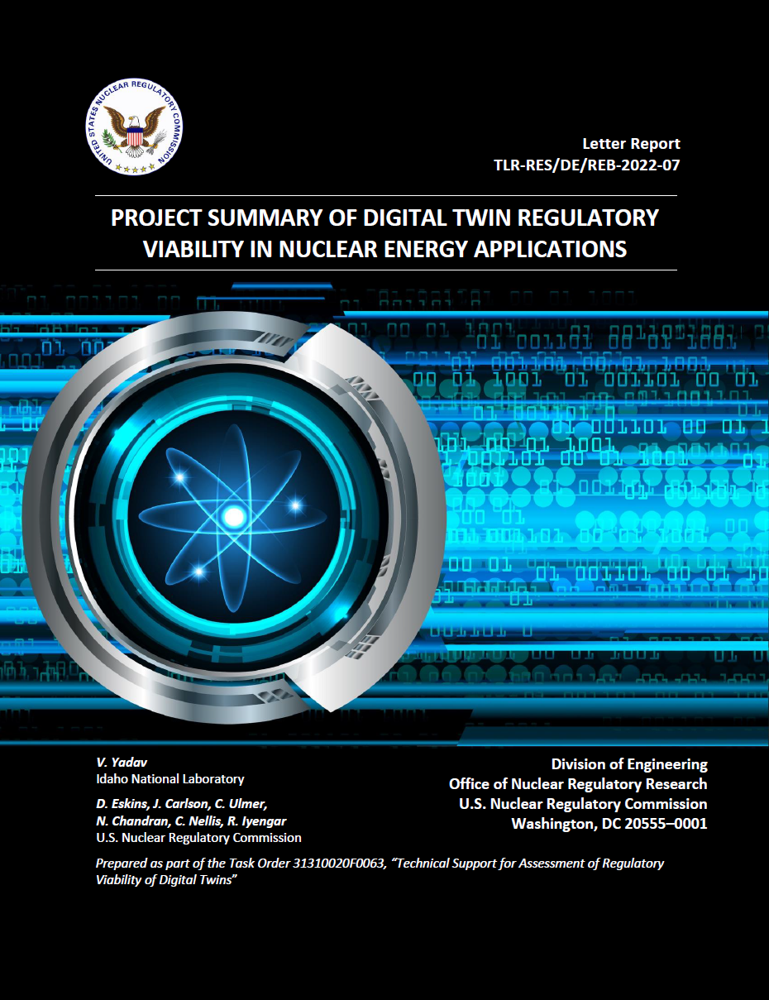 UNITED STATES NUCLEAR REGULATORY COMMISSION
Letter Report
TLR-RES/DE/REB-2022-07
PROJECT SUMMARY OF DIGITAL TWIN REGULATORY
VIABILITY IN NUCLEAR ENERGY APPLICATIONS
V. Yadav
Idaho National Laboratory
D. Eskins, J. Carlson, C. Ulmer,
N. Chandran, C. Nellis, R. Iyengar
U.S. Nuclear Regulatory Commission
Division of Engineering
Office of Nuclear Regulatory Research
U.S. Nuclear Regulatory Commission
Washington, DC 20555–0001
Prepared as part of the Task Order 31310020F0063, “Technical Support for Assessment of Regulatory
Viability of Digital Twins”